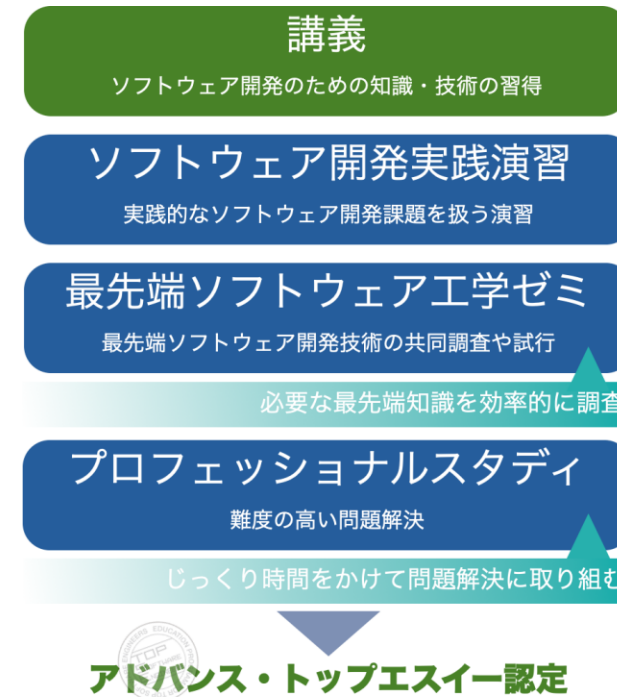 講義
ソフトウェア開発のための知識・技術の習得
ソフトウェア開発実践演習
実践的なソフトウェア開発課題を扱う演習
最先端ソフトウェア工学ゼミ
最先端ソフトウェア開発技術の共同調査や試行
必要な最先端知識を効率的に調査
プロフェッショナルスタディ
難度の高い問題解決
じっくり時間をかけて問題解決に取り組む
TOP
アドバンス・トップエスイー認定